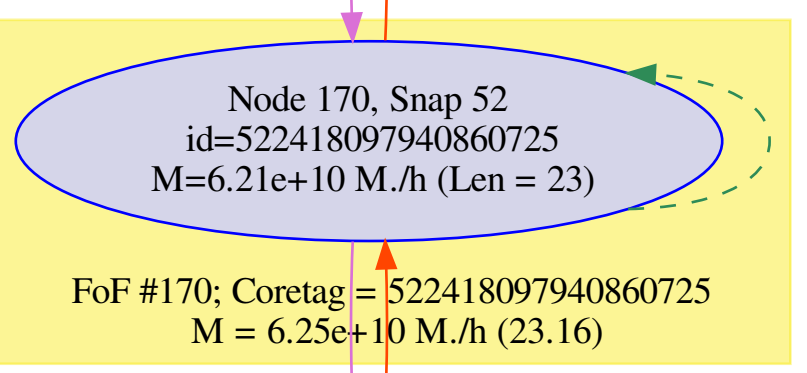 Node 170, Snap 52
id=522418097940860725
M=6.21e+10 M./h (Len = 23)
FoF #170; Coretag = 522418097940860725
M = 6.25e+10 M./h (23.16)